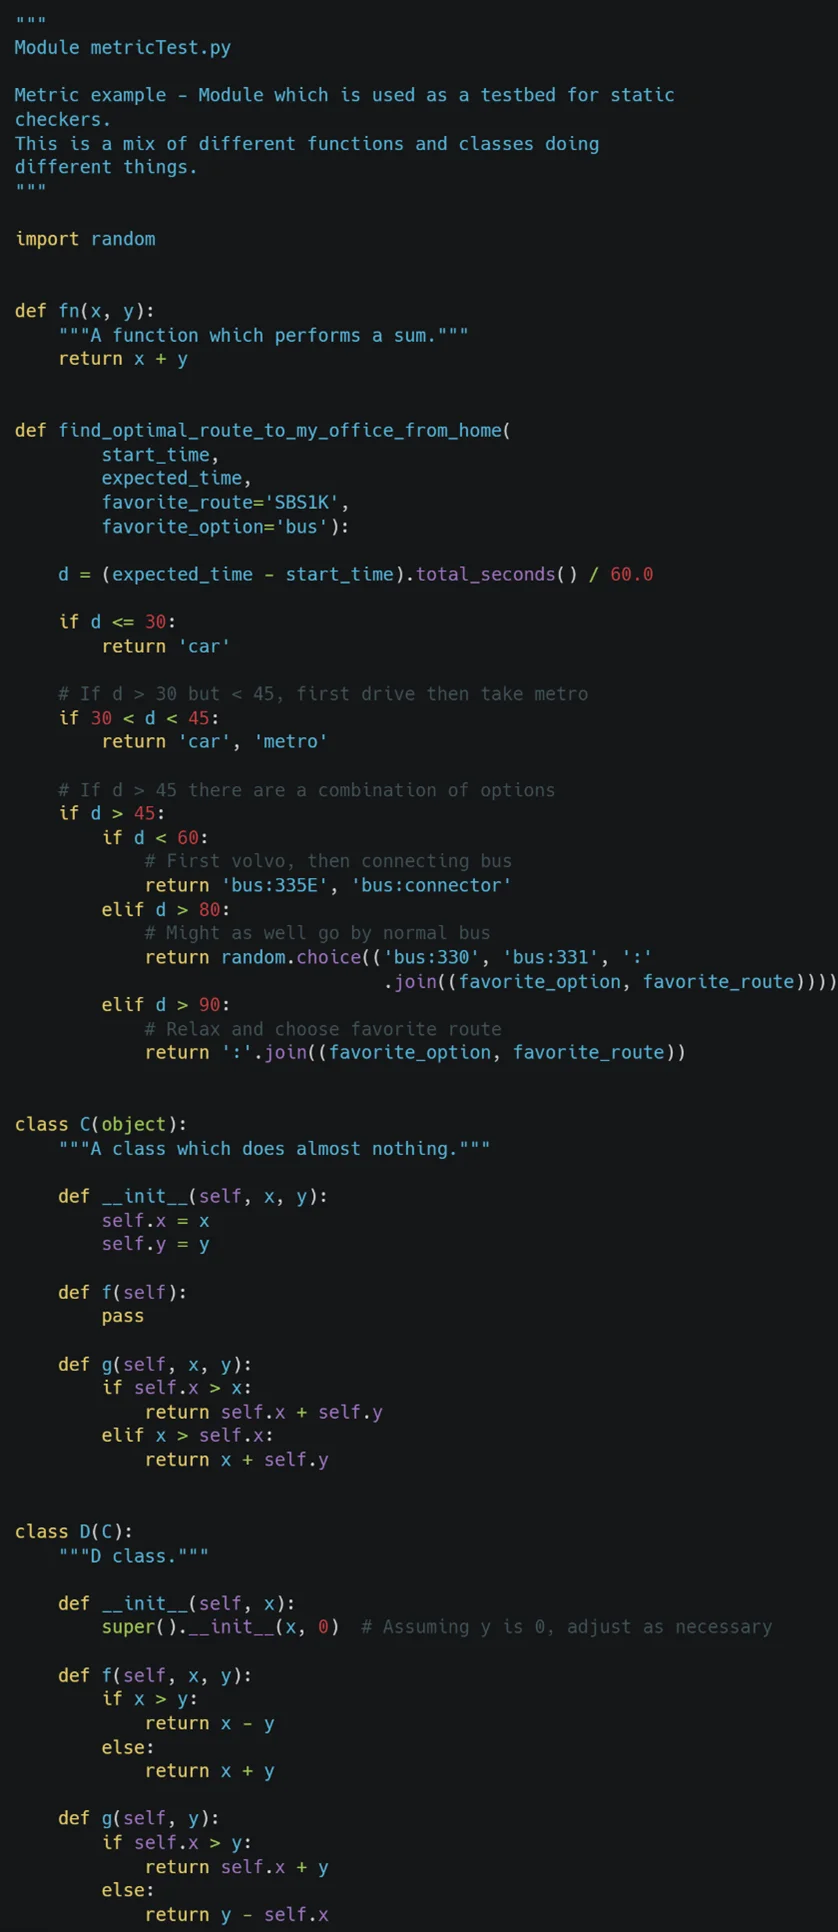 """
Module metricTest.py
Metric example - Module which is used as a testbed for static
checkers.
This is a mix of different functions and classes doing
different things.
"""
import random
def fn(x, y):
    """A function which performs a sum."""
    return x + y
def find_optimal_route_to_my_office_from_home(
        start_time,
        expected_time,
        favorite_route='SBS1K',
        favorite_option='bus'):
    d = (expected_time - start_time).total_seconds() / 60.0
    if d <= 30:
        return 'car'
    # If d > 30 but < 45, first drive then take metro
    if 30 < d < 45:
        return 'car', 'metro'
    # If d > 45 there are a combination of options
    if d > 45:
        if d < 60:
            # First volvo, then connecting bus
            return 'bus:335E', 'bus:connector'
        elif d > 80:
            # Might as well go by normal bus
            return random.choice(('bus:330', 'bus:331', ':'
                                  .join((favorite_option, favorite_route))))
        elif d > 90:
            # Relax and choose favorite route
            return ':'.join((favorite_option, favorite_route))
class C(object):
    """A class which does almost nothing."""
    def __init__(self, x, y):
        self.x = x
        self.y = y
    def f(self):
        pass
    def g(self, x, y):
        if self.x > x:
            return self.x + self.y
        elif x > self.x:
            return x + self.y
class D(C):
    """D class."""
    def __init__(self, x):
        super().__init__(x, 0)  # Assuming y is 0, adjust as necessary
    def f(self, x, y):
        if x > y:
            return x - y
        else:
            return x + y
    def g(self, y):
        if self.x > y:
            return self.x + y
        else:
            return y - self.x